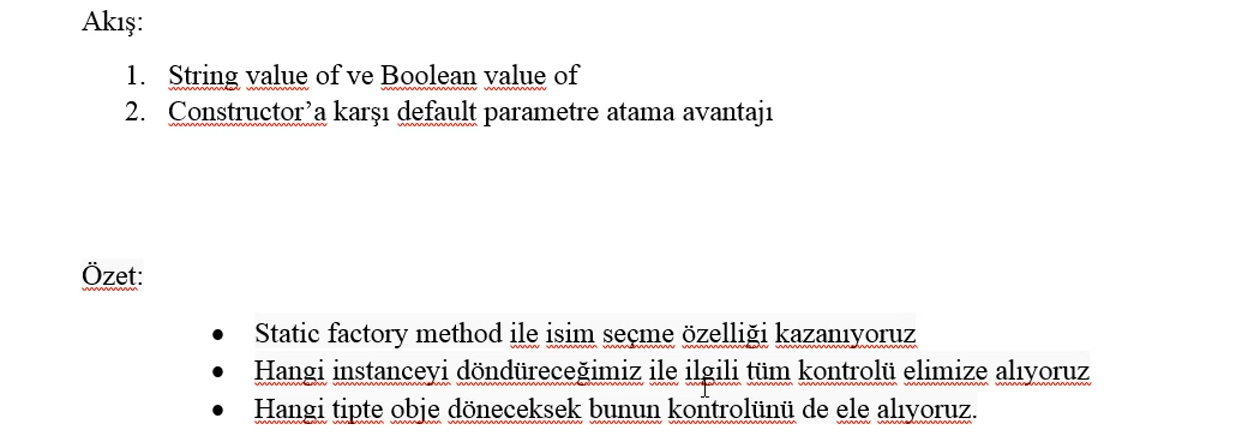 Akış:
1. String value of ve Boolean value of
2. Constructor’a karşı default parametre atama avantajı
Özet:
• Static factory method ile isim seçme özelliği kazanıyoruz
• Hangi instanceyi döndüreceğimiz ile ilgili tüm kontrolü elimize alıyoruz
• Hangi tipte obje döneceksek bunun kontrolünü de ele alıyoruz.